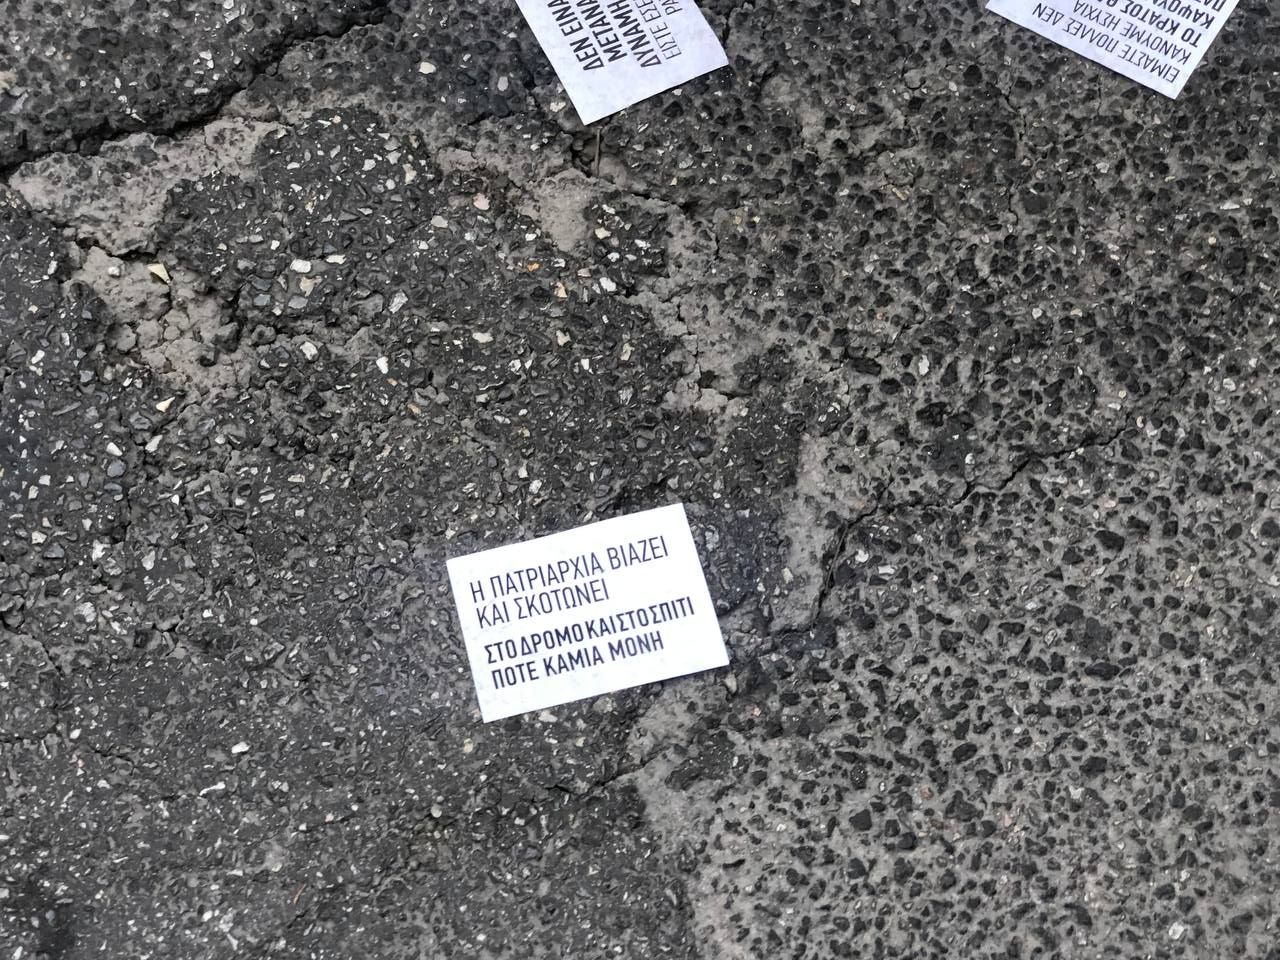 ΔΕΝ
ΔΥΝΑΜΗ
ΕΙΜΑΣΤΕ ΠΟΛΛΕΣ ΔΕΝ
ΚΑΝΟΥΜΕ ΗΣΥΧΙΑ
ΤΟ ΚΡΑΤΟΣ
Η ΠΑΤΡΙΑΡΧΙΑ ΒΙΑΖΕΙ
ΚΑΙ ΣΚΟΤΩΝΕΙ
ΣΤΟ ΔΡΟΜΟ ΚΑΙ ΣΤΟ ΣΠΙΤΙ
ΠΟΤΕ ΚΑΜΙΑ ΜΟΝΗ